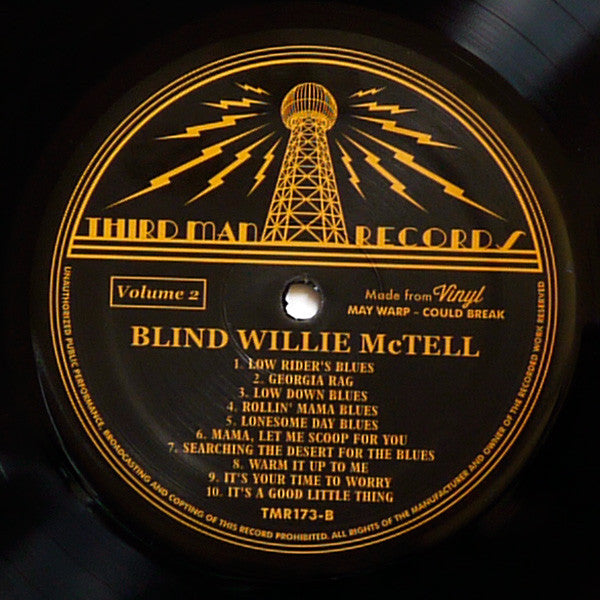 THIRD MAN RECORDS
Volume 2
Made from Vinyl
MAY WARP - COULD BREAK
BLIND WILLIE McTELL
1. LOW RIDER'S BLUES
2. GEORGIA RAG
3. LOW DOWN BLUES
4. ROLLIN' MAMA BLUES
5. LONESOME DAY BLUES
6. MAMA, LET ME SCOOP FOR YOU
7. SEARCHING THE DESERT FOR THE BLUES
8. WARM IT UP TO ME
9. IT'S YOUR TIME TO WORRY
10. IT'S A GOOD LITTLE THING
TMR173-B
UNAUTHORIZED PUBLIC PERFORMANCE, BROADCASTING AND COPYING OF THIS RECORD PROHIBITED. ALL RIGHTS OF THE MANUFACTURER AND OWNER OF THE RECORDED WORK RESERVED